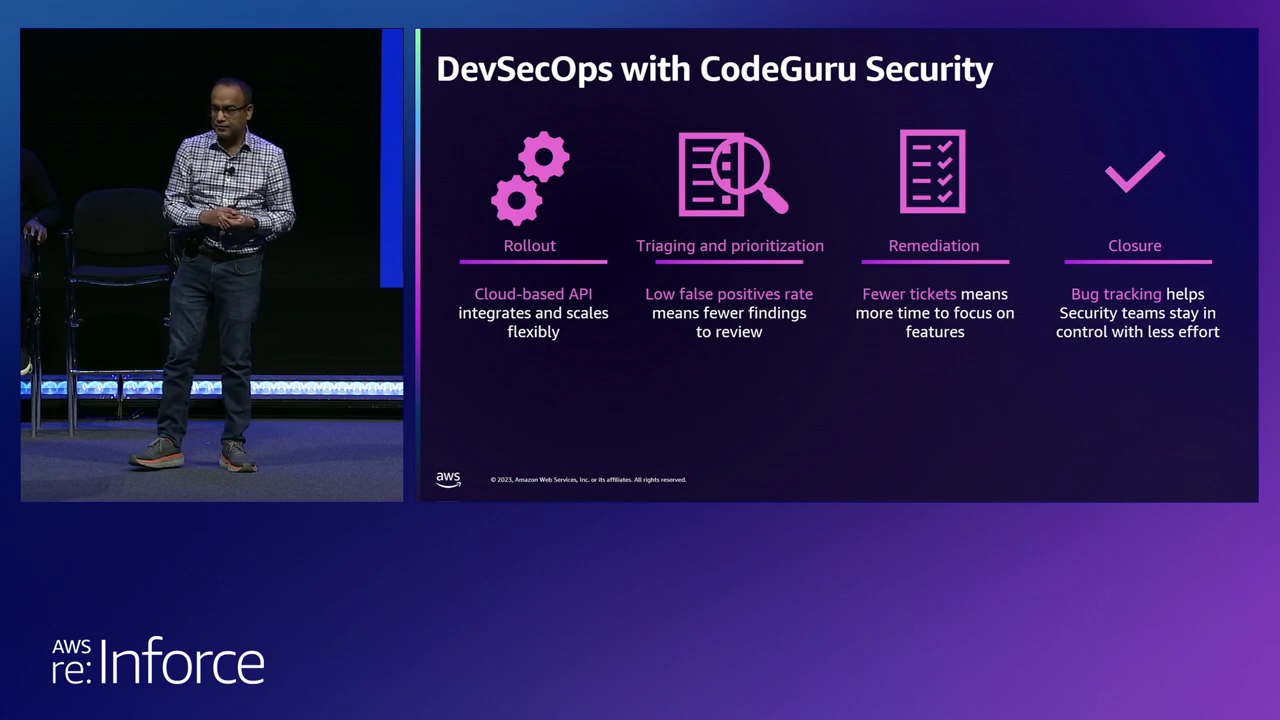 DevSecOps with CodeGuru Security
Rollout
Cloud-based API
integrates and scales
flexibly
Triaging and prioritization
Low false positives rate
means fewer findings
to review
Remediation
Fewer tickets means
more time to focus on
features
Closure
Bug tracking helps
Security teams stay in
control with less effort
aws
© 2023, Amazon Web Services, Inc. or its affiliates. All rights reserved.
AWS
re:Inforce